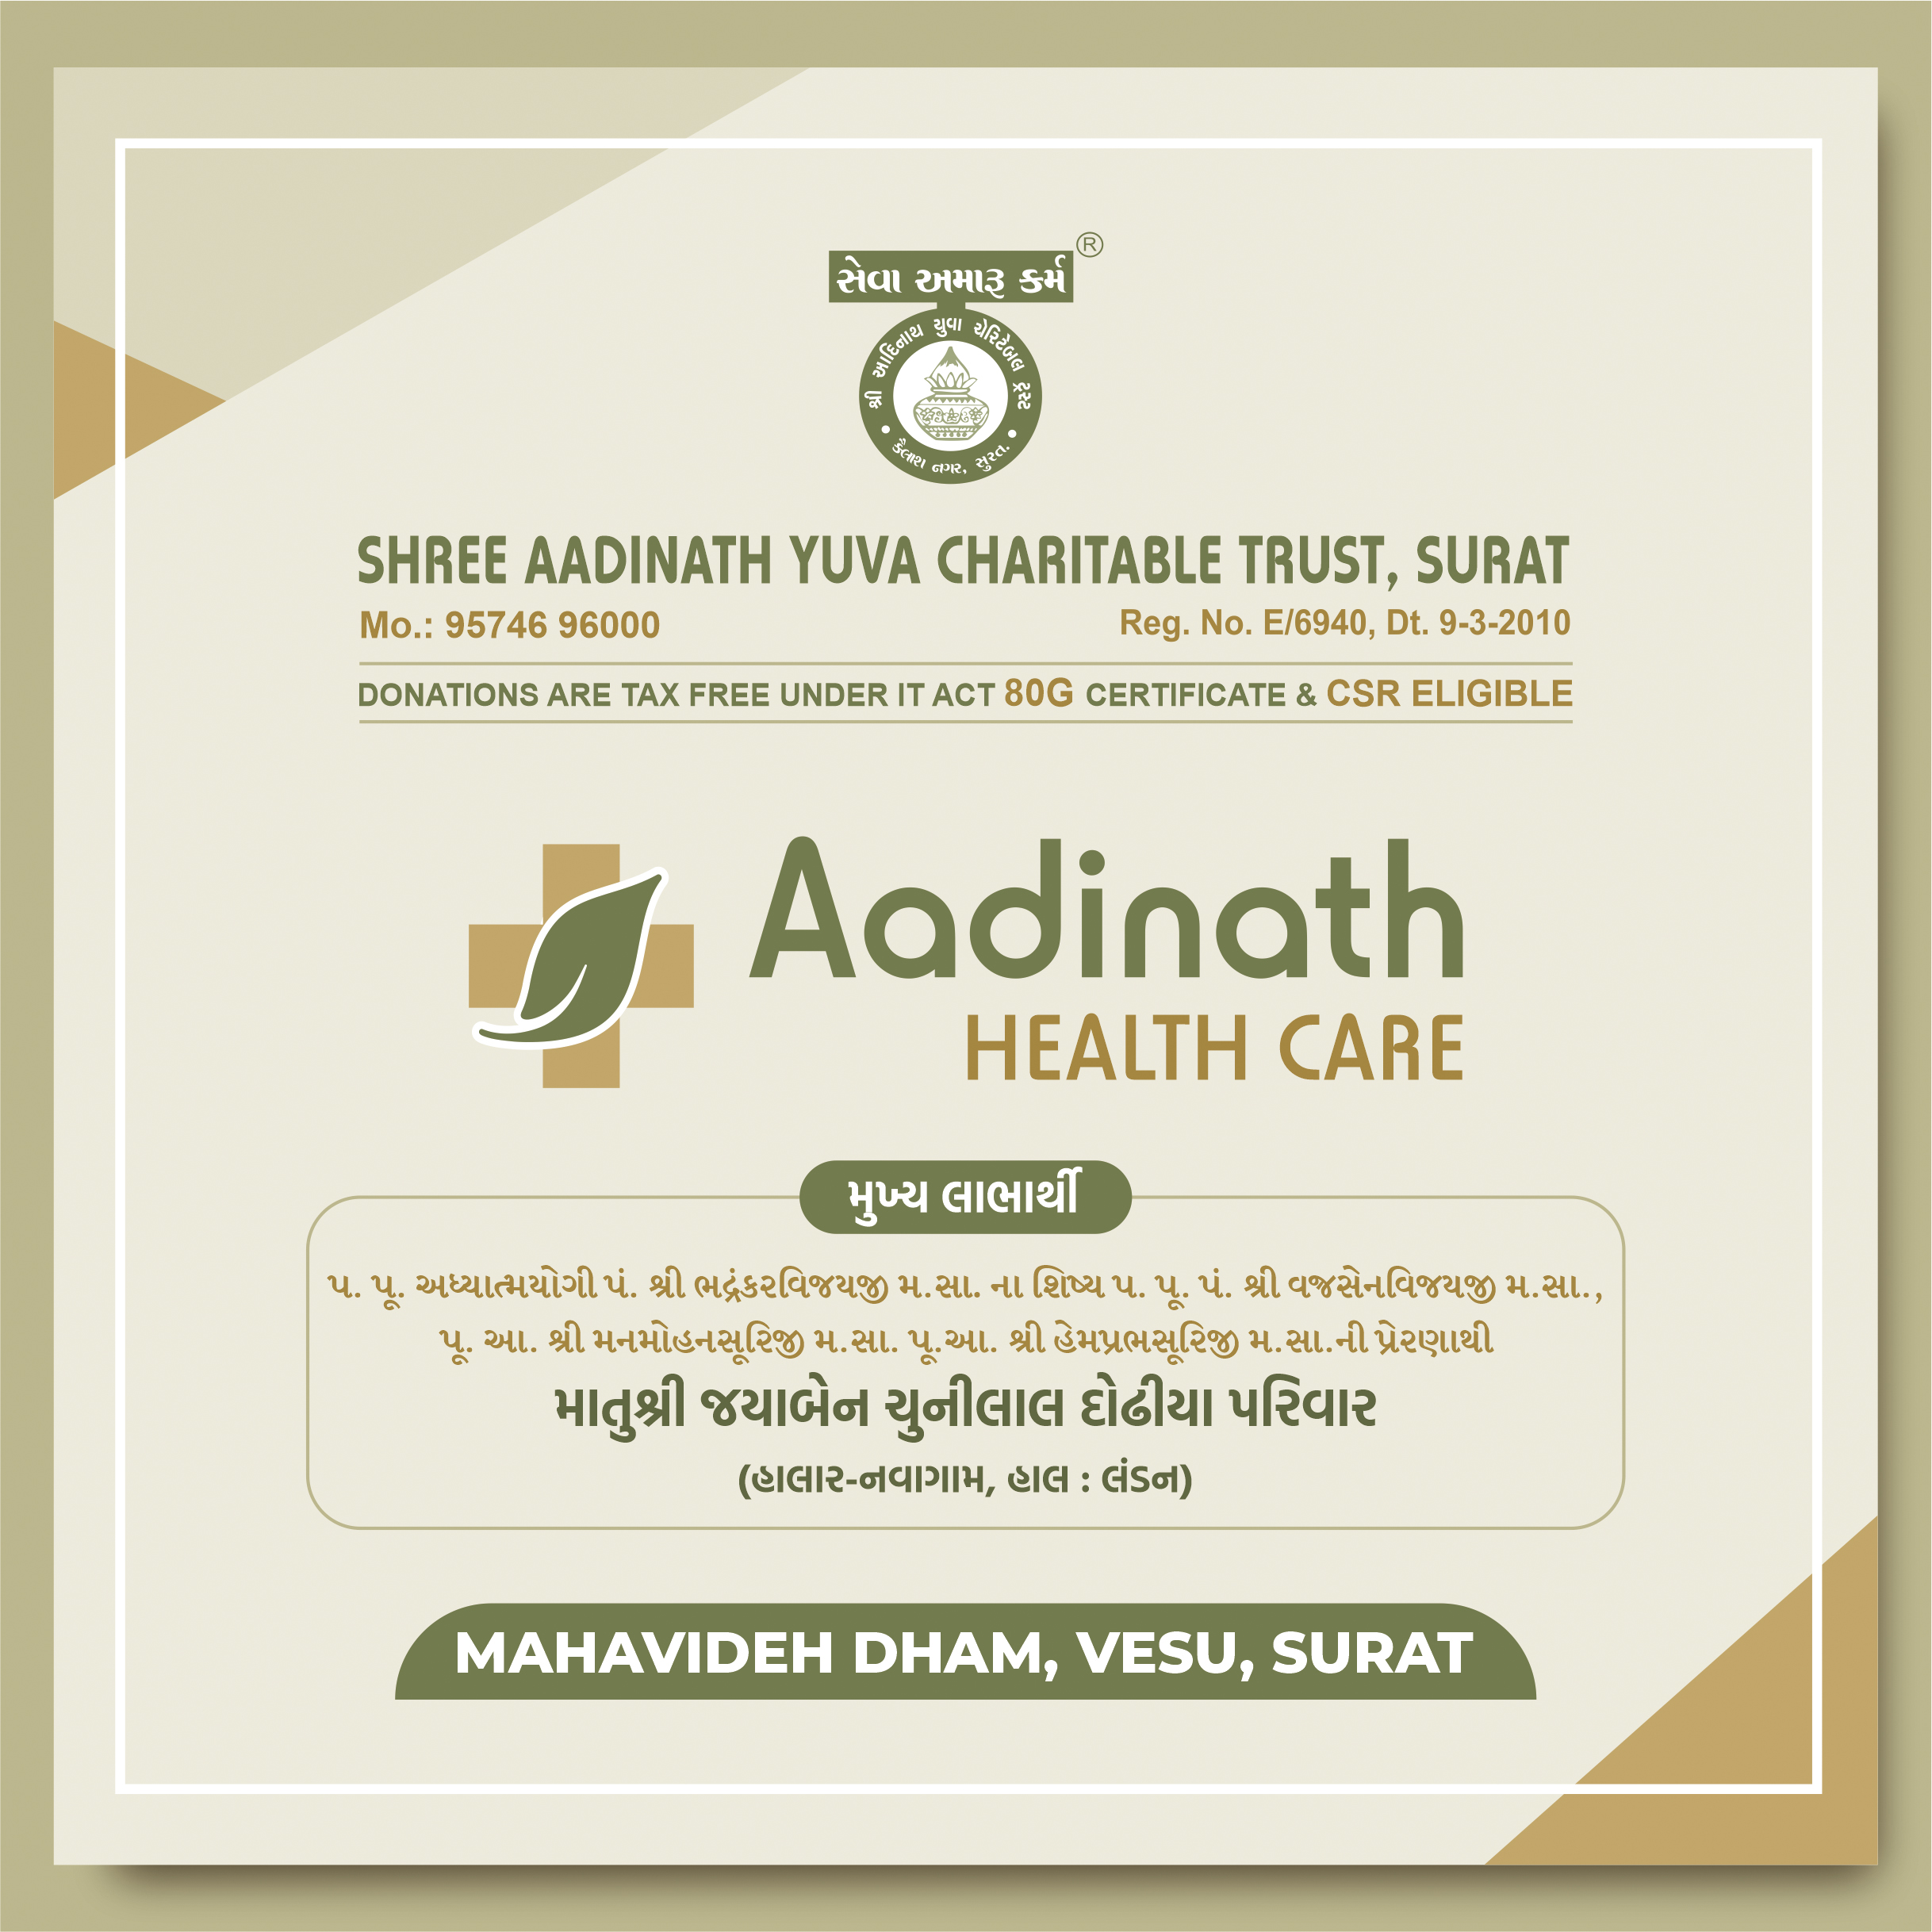 સેવા અમારૂ કર્મ
®
શ્રી આદિનાથ યુવા ચેરિટેબલ ટ્રસ્ટ
• કૈલાશ નગર, સુરત. •
SHREE AADINATH YUVA CHARITABLE TRUST, SURAT
Mo.: 95746 96000 Reg. No. E/6940, Dt. 9-3-2010
DONATIONS ARE TAX FREE UNDER IT ACT 80G CERTIFICATE & CSR ELIGIBLE
Aadinath
HEALTH CARE
મુખ્ય લાભાર્થી
પ. પૂ. અધ્યાત્મયોગી પં. શ્રી ભદ્રંકરવિજયજી મ.સા. ના શિષ્ય પ. પૂ. પં. શ્રી વજસેનવિજયજી મ.સા.,
પૂ. આ. શ્રી મનમોહનસૂરિજી મ.સા. પૂ.આ. શ્રી હેમપ્રભસૂરિજી મ.સા.ની પ્રેરણાથી
માતુશ્રી જયાબેન ચુનીલાલ દોઢીયા પરિવાર
(હાલાર-નવાગામ, હાલ : લંડન)
MAHAVIDEH DHAM, VESU, SURAT